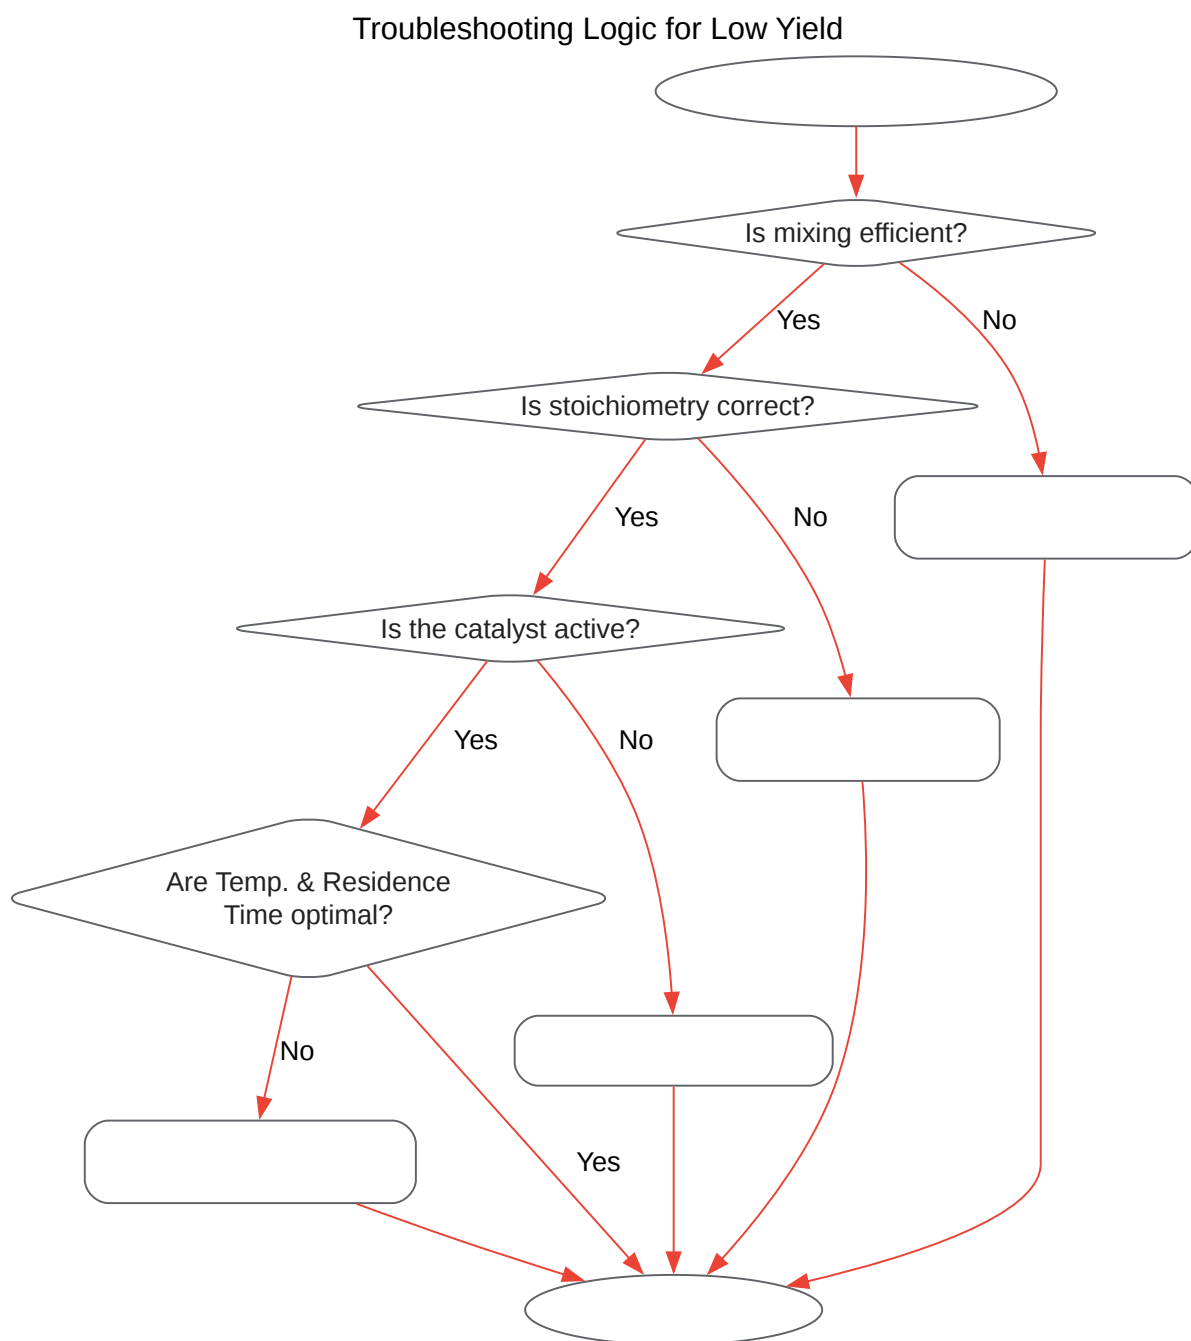 Troubleshooting Logic for Low Yield
Is mixing efficient?
Yes
No
Is stoichiometry correct?
Yes
No
Is the catalyst active?
Yes
No
Are Temp. & Residence
Time optimal?
No
Yes